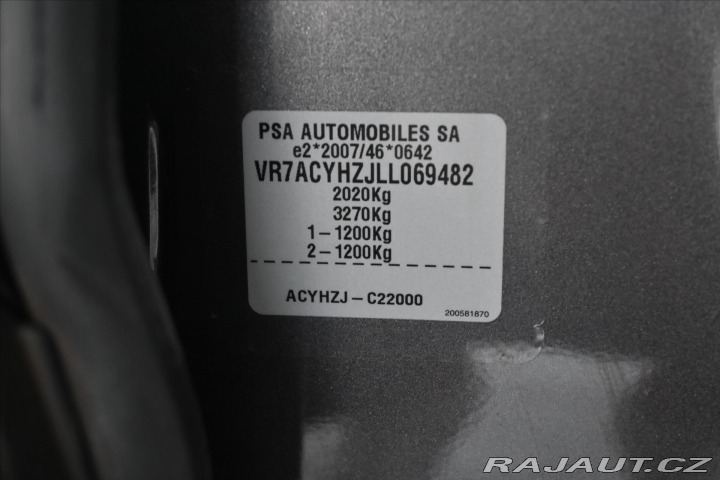 PSA AUTOMOBILES SA
e2*2007/46*0642
VR7ACYHZJLL069482
2020Kg
3270Kg
1-1200Kg
2-1200Kg
ACYHZJ-C22000
200581870
RAJAUT.CZ